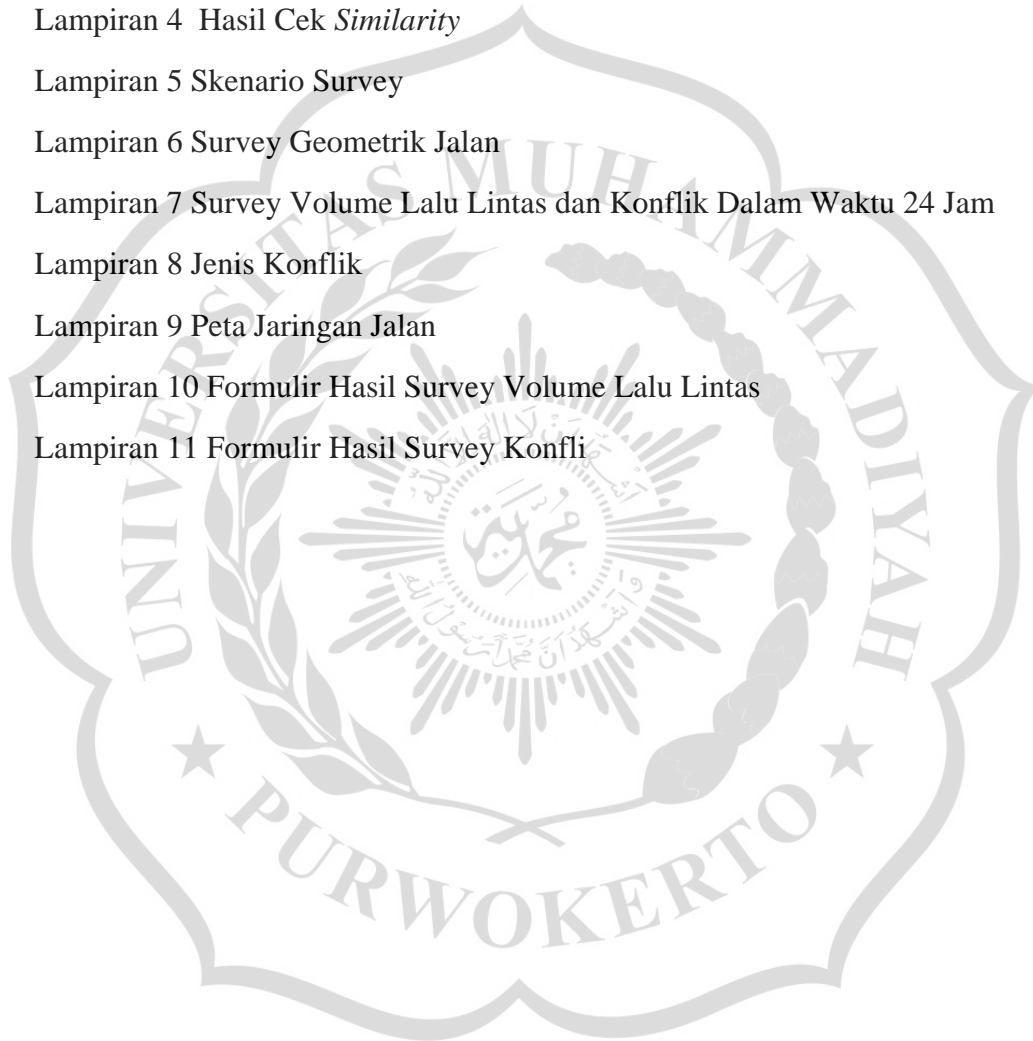 Lampiran 4  Hasil Cek Similarity
Lampiran 5 Skenario Survey
Lampiran 6 Survey Geometrik Jalan
Lampiran 7 Survey Volume Lalu Lintas dan Konflik Dalam Waktu 24 Jam
Lampiran 8 Jenis Konflik
Lampiran 9 Peta Jaringan Jalan
Lampiran 10 Formulir Hasil Survey Volume Lalu Lintas
Lampiran 11 Formulir Hasil Survey Konfli
UNIVERSITAS MUHAMMADIYAH
PURWOKERTO